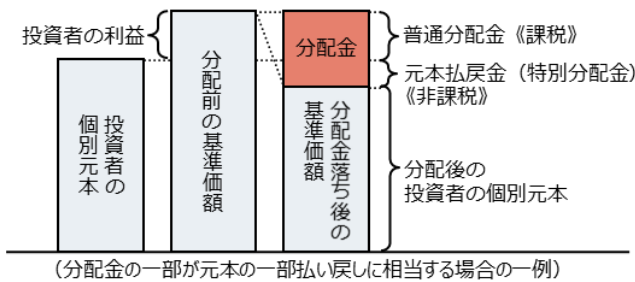 投資者の利益
投資者の
個別元本
分配前の基準価額
分配金
分配金落ち後の
基準価額
普通分配金《課税》
元本払戻金（特別分配金）
《非課税》
分配後の
投資者の個別元本
（分配金の一部が元本の一部払い戻しに相当する場合の一例）